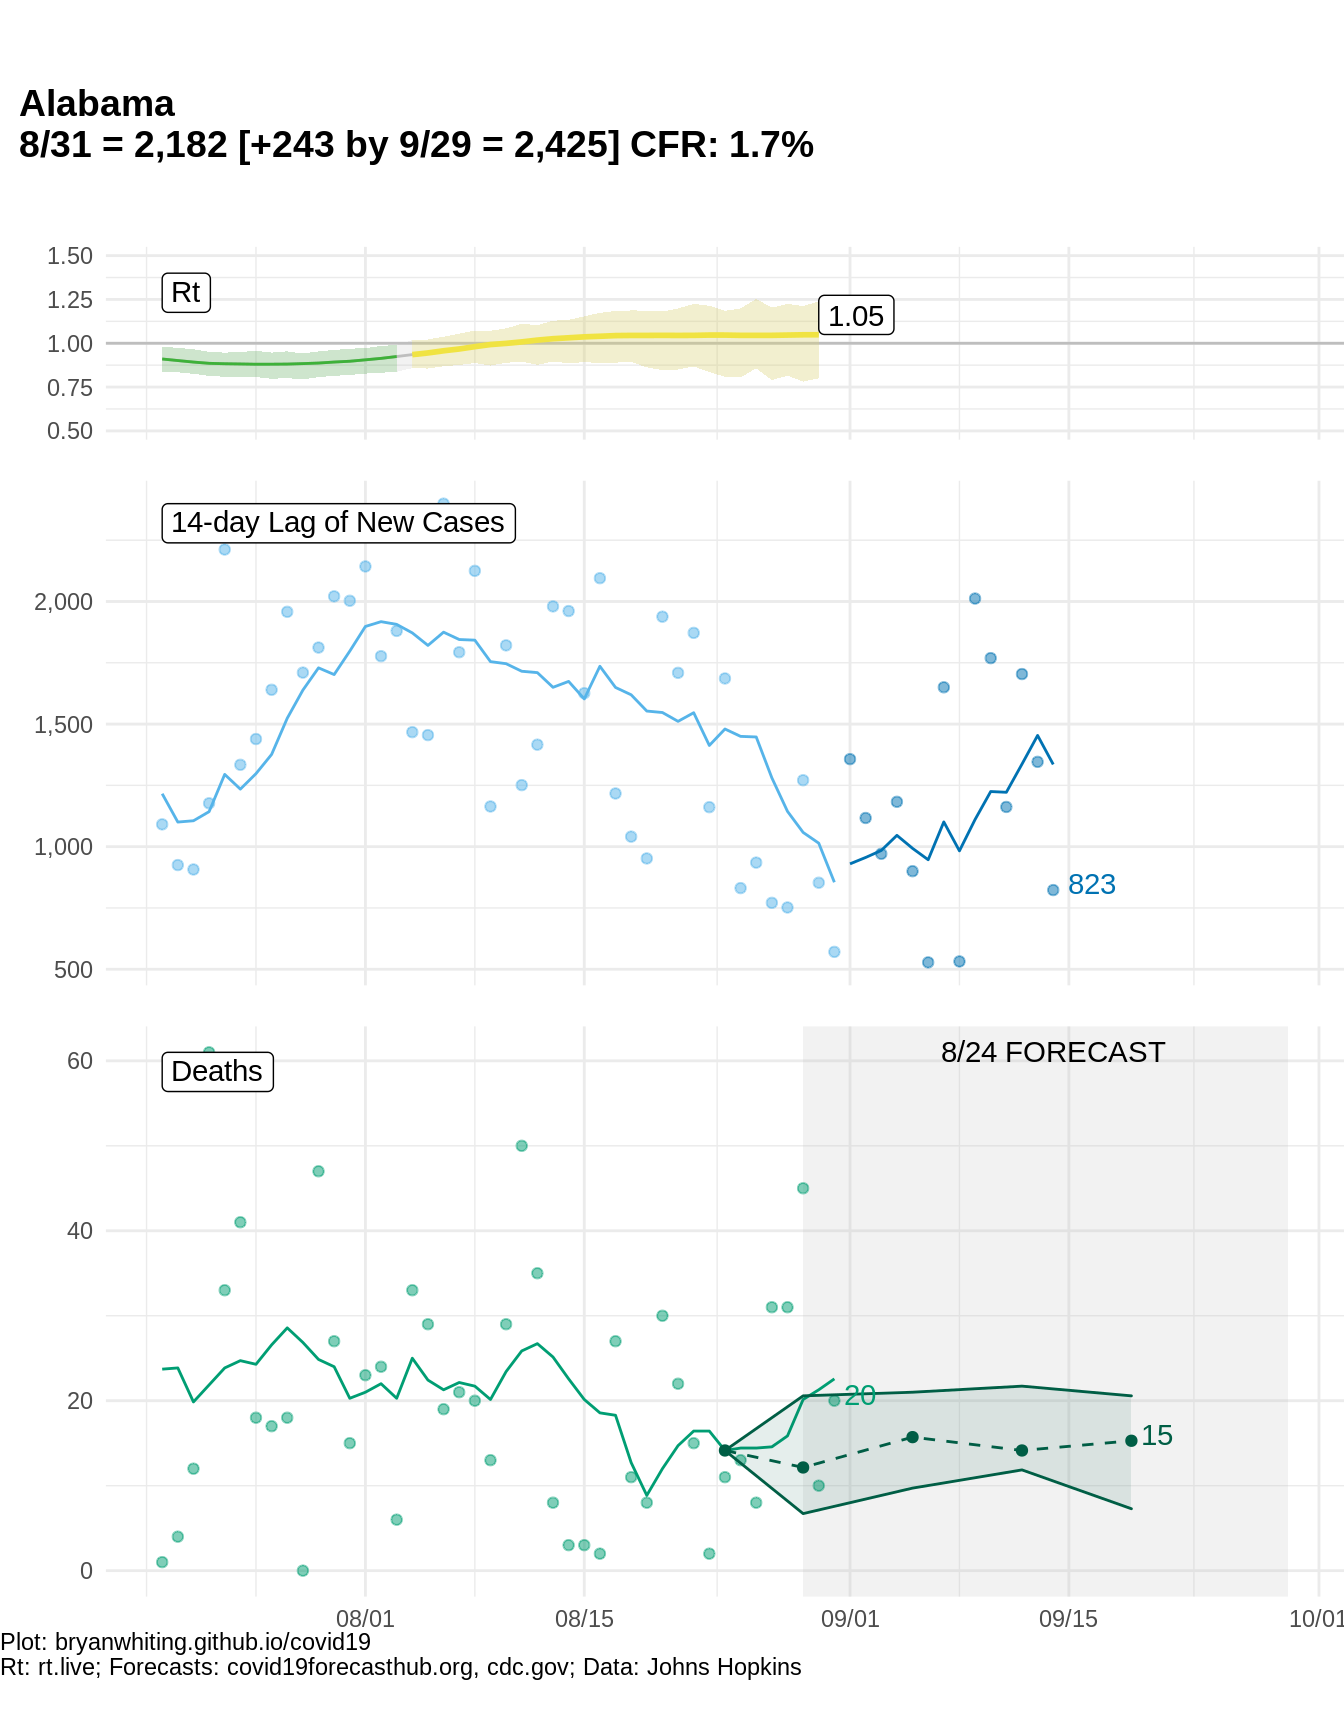 Alabama
8/31 = 2,182 [+243 by 9/29 = 2,425] CFR: 1.7%
1.50
1.25
1.00
0.75
0.50
Rt
1.05
14-day Lag of New Cases
2,000
1,500
1,000
500
823
Deaths
8/24 FORECAST
60
40
20
0
20
15
08/01
08/15
09/01
09/15
10/01
Plot: bryanwhiting.github.io/covid19
Rt: rt.live; Forecasts: covid19forecasthub.org, cdc.gov; Data: Johns Hopkins